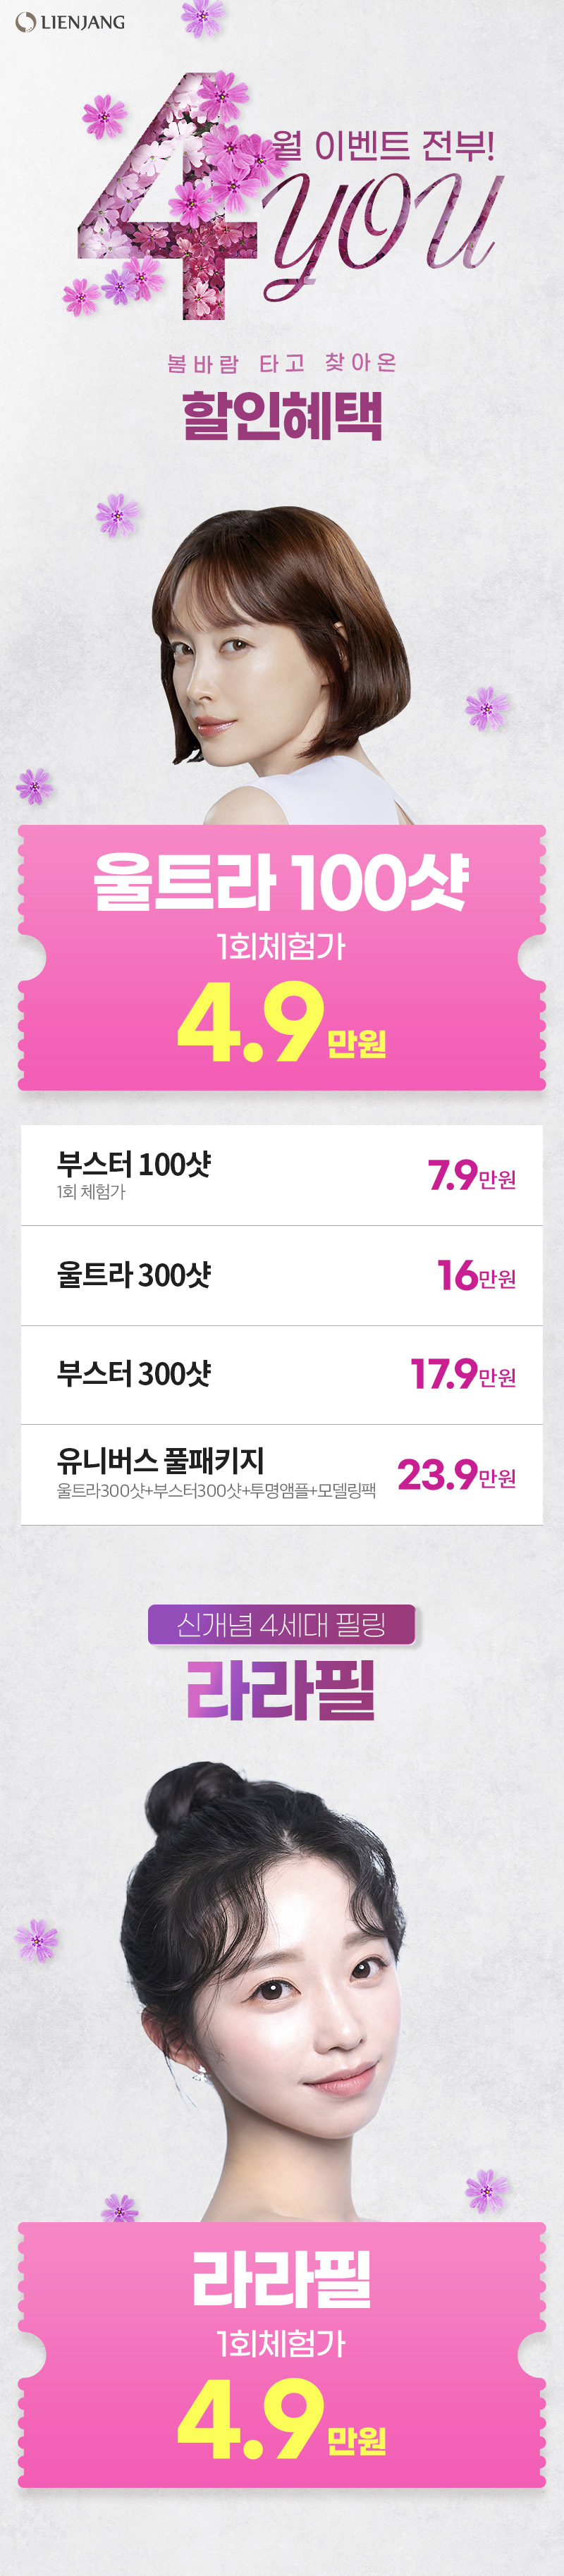 LIENJANG
4월 이벤트 전부!
you
봄바람 타고 찾아온
할인혜택
울트라 100샷
1회체험가
4.9만원
부스터 100샷
1회 체험가
7.9만원
울트라 300샷
16만원
부스터 300샷
17.9만원
유니버스 풀패키지
울트라300샷+부스터300샷+투명앰플+모델링팩
23.9만원
신개념 4세대 필링
라라필
라라필
1회체험가
4.9만원